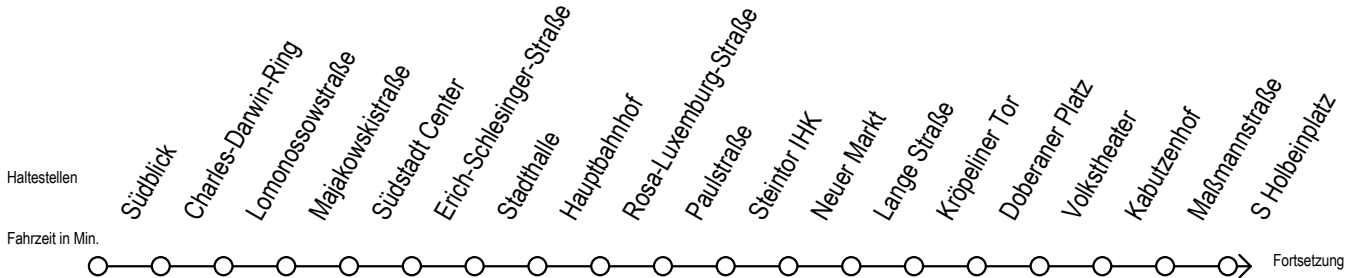 Haltestellen
Südblick
Charles-Darwin-Ring
Lomonossowstraße
Majakowskistraße
Südstadt Center
Erich-Schlesinger-Straße
Stadthalle
Hauptbahnhof
Rosa-Luxemburg-Straße
Paulstraße
Steintor IHK
Neuer Markt
Lange Straße
Kröpeliner Tor
Doberaner Platz
Volkstheater
Kabutzenhof
Maßmannstraße
S Holbeinplatz
Fahrzeit in Min.
Fortsetzung